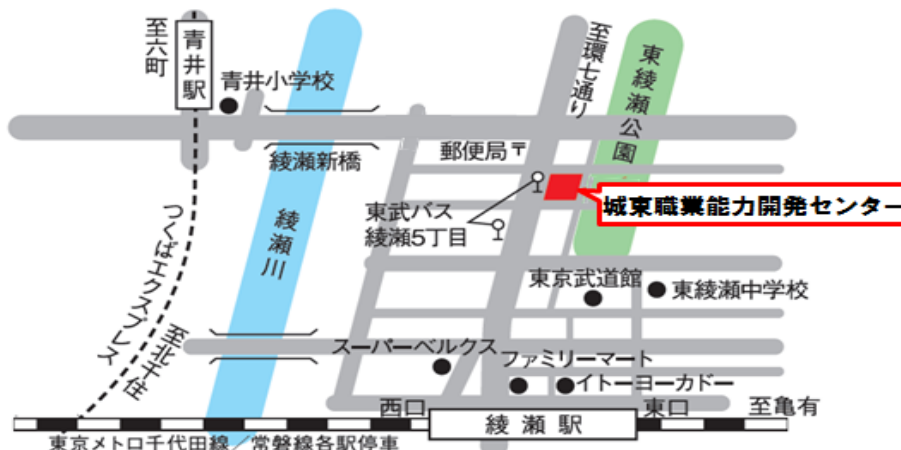 至六町
青井駅
青井小学校
至環七通り
東綾瀬公園
綾瀬新橋
郵便局〒
城東職業能力開発センター
東武バス
綾瀬5丁目
綾瀬川
つくばエクスプレス
至北千住
東京武道館
東綾瀬中学校
スーパーベルクス
ファミリーマート
イトーヨーカドー
西口
綾瀬駅
東口
至亀有
東京メトロ千代田線／常磐線各駅停車